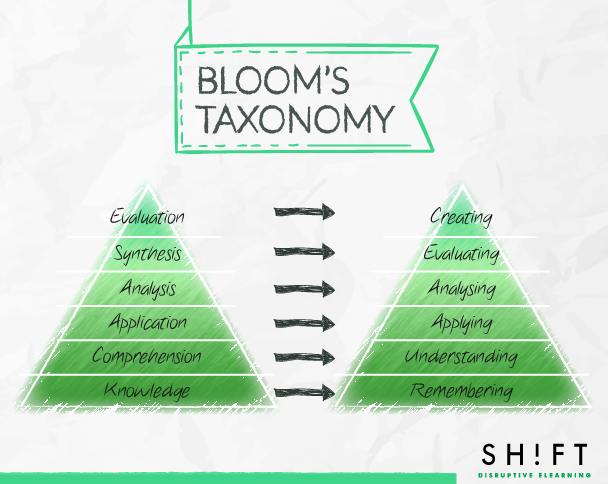 BLOOM'S
TAXONOMY
Evaluation
Synthesis
Analysis
Application
Comprehension
Knowledge
Creating
Evaluating
Analysing
Applying
Understanding
Remembering
SH!FT
DISRUPTIVE ELEARNING